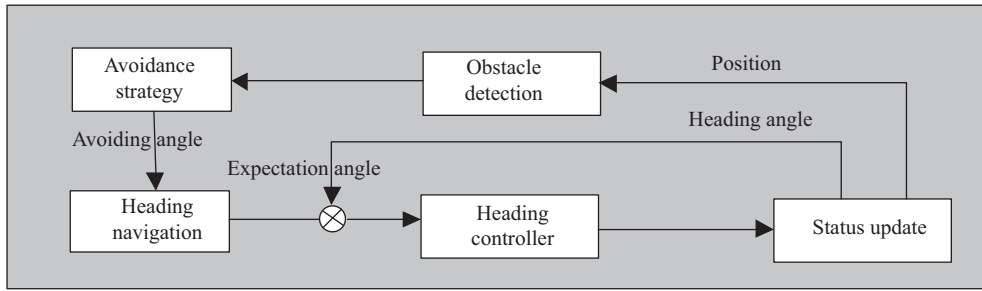 Avoidance
strategy
Obstacle
detection
Position
Heading angle
Avoiding angle
Expectation angle
Heading
navigation
Heading
controller
Status update